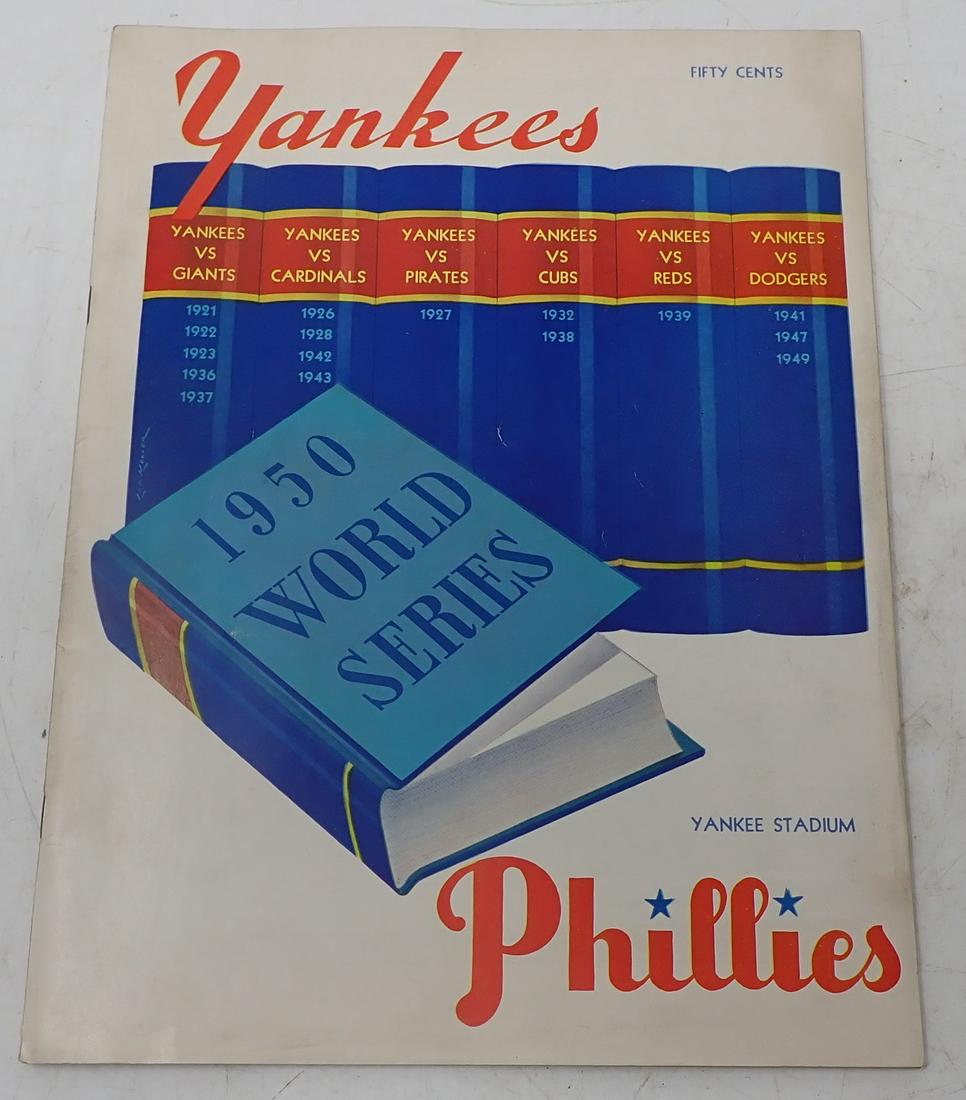 Yankees
FIFTY CENTS
YANKEES
VS
GIANTS
1921
1922
1923
1936
1937
YANKEES
VS
CARDINALS
1926
1928
1942
1943
YANKEES
VS
PIRATES
1927
YANKEES
VS
CUBS
1932
1938
YANKEES
VS
REDS
1939
YANKEES
VS
DODGERS
1941
1947
1949
1950
WORLD
SERIES
YANKEE STADIUM
Phillies